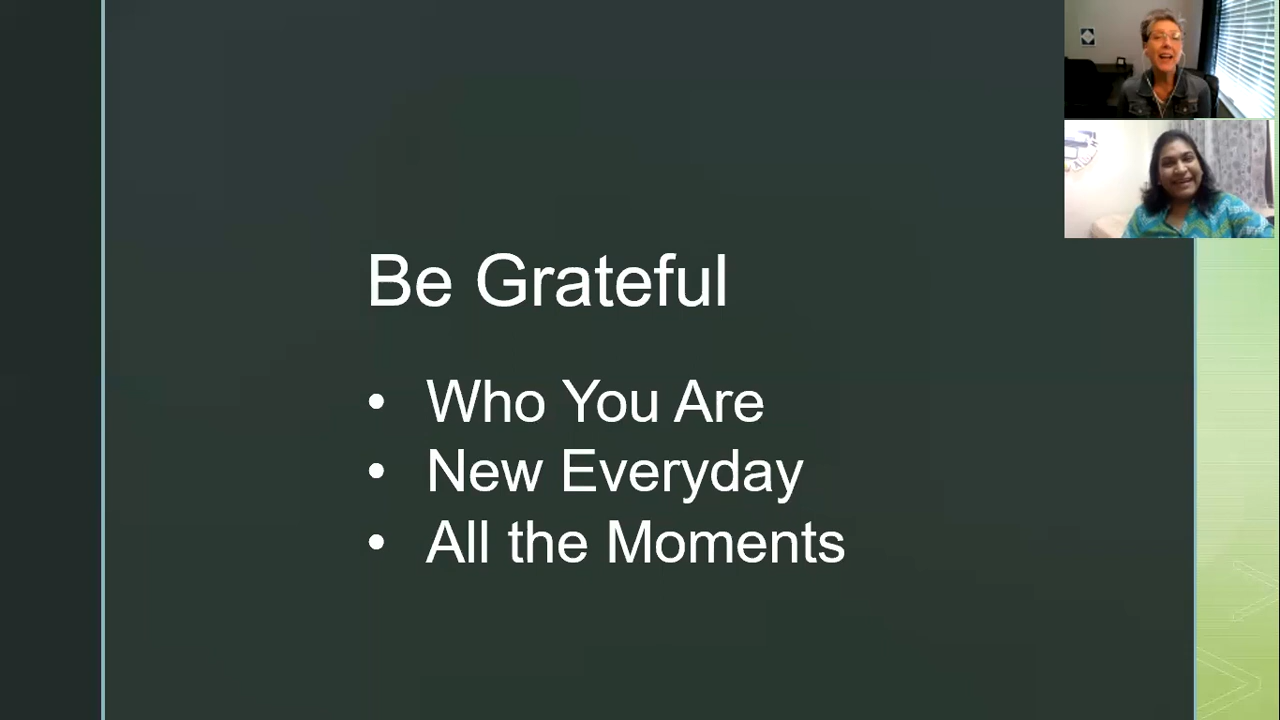 Be Grateful
• Who You Are
• New Everyday
• All the Moments